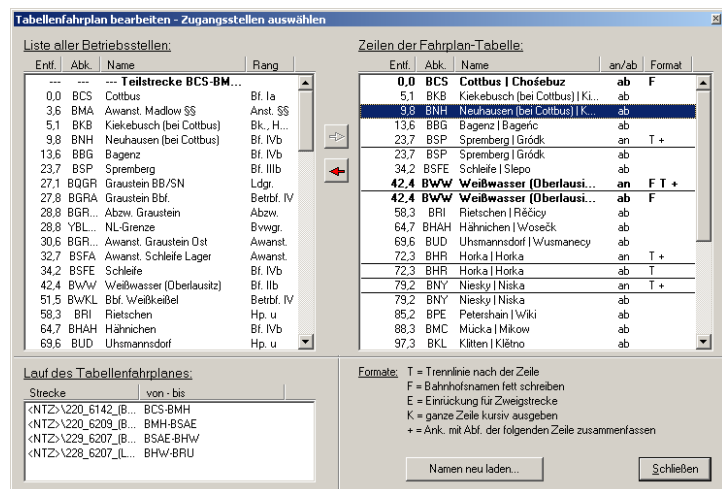 Tabellenfahrplan bearbeiten - Zugangsstellen auswählen
Liste aller Betriebsstellen:
Entf. Abk. Name Rang
--- --- --- Teilstrecke BCS-BM...
0,0 BCS Cottbus Bf. Ia
3,6 BMA Awanst. Madlow §§ Anst. §§
5,1 BKB Kiekebusch (bei Cottbus) Bk., H...
9,8 BNH Neuhausen (bei Cottbus) Bf. IVb
13,6 BBG Bagenz Bf. IVb
23,7 BSP Spremberg Bf. IIIb
27,1 BQGR Graustein BB/SN Ldgr.
27,8 BGRA Graustein Bbf. Betrbf. IV
28,8 BGR... Abzw. Graustein Abzw.
28,8 YBL... NL-Grenze Bvwgr.
30,6 BGR... Awanst. Graustein Ost Awanst.
32,7 BSFA Awanst. Schleife Lager Awanst.
34,2 BSFE Schleife Bf. IVb
42,4 BWW Weißwasser (Oberlausitz) Bf. IIb
51,5 BWKL Bbf. Weißkeißel Betrbf. IV
58,3 BRI Rietschen Hp. u
64,7 BHAH Hähnichen Bf. IVb
69,6 BUD Uhsmannsdorf Hp. u
Zeilen der Fahrplan-Tabelle:
Entf. Abk. Name an/ab Format
0,0 BCS Cottbus | Chośebuz ab F
5,1 BKB Kiekebusch (bei Cottbus) | Ki... ab
9,8 BNH Neuhausen (bei Cottbus) | K... ab
13,6 BBG Bagenz | Bageńc ab
23,7 BSP Spremberg | Gródk an T +
23,7 BSP Spremberg | Gródk ab
34,2 BSFE Schleife | Slepo ab
42,4 BWW Weißwasser (Oberlausi... an F T +
42,4 BWW Weißwasser (Oberlausi... ab F
58,3 BRI Rietschen | Rěčicy ab
64,7 BHAH Hähnichen | Wosečk ab
69,6 BUD Uhsmannsdorf | Wusmanecy ab
72,3 BHR Horka | Horka an T +
72,3 BHR Horka | Horka ab T
79,2 BNY Niesky | Niska an T +
79,2 BNY Niesky | Niska ab
85,2 BPE Petershain | Wiki ab
88,3 BMC Mücka | Mikow ab
97,3 BKL Klitten | Klětno ab
Lauf des Tabellenfahrplanes:
Strecke von - bis
<NTZ>\220_6142_(B... BCS-BMH
<NTZ>\220_6209_(B... BMH-BSAE
<NTZ>\229_6207_(B... BSAE-BHW
<NTZ>\228_6207_(L... BHW-BRU
Formate: T = Trennlinie nach der Zeile
F = Bahnhofsnamen fett schreiben
E = Einrückung für Zweigstrecke
K = ganze Zeile kursiv ausgeben
+ = Ank. mit Abf. der folgenden Zeile zusammenfassen
Namen neu laden...
Schließen